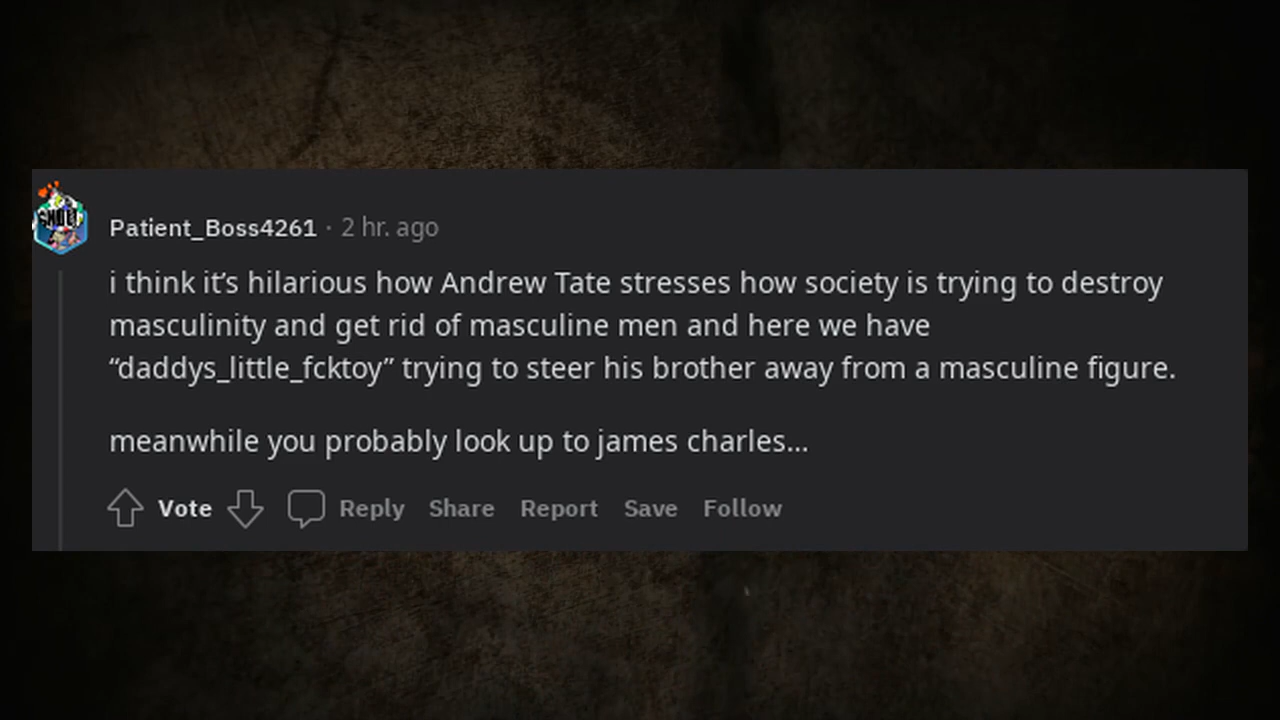 SHOUT
Patient_Boss4261 · 2 hr. ago
i think it’s hilarious how Andrew Tate stresses how society is trying to destroy
masculinity and get rid of masculine men and here we have
“daddys_little_fcktoy” trying to steer his brother away from a masculine figure.
meanwhile you probably look up to james charles...
Vote Reply Share Report Save Follow